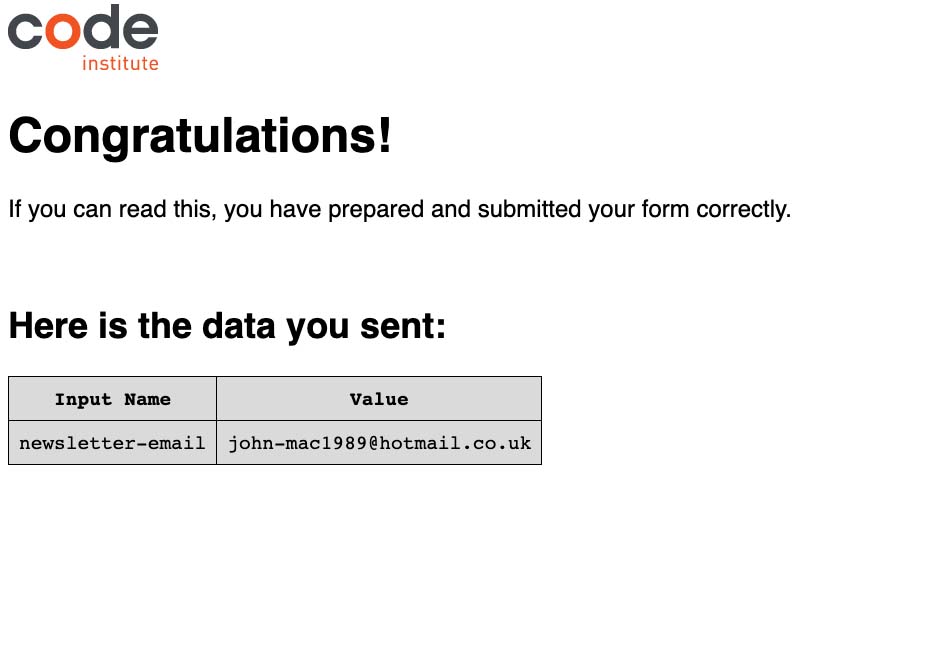 code
institute
Congratulations!
If you can read this, you have prepared and submitted your form correctly.
Here is the data you sent:
Input Name Value
newsletter-email john-mac1989@hotmail.co.uk